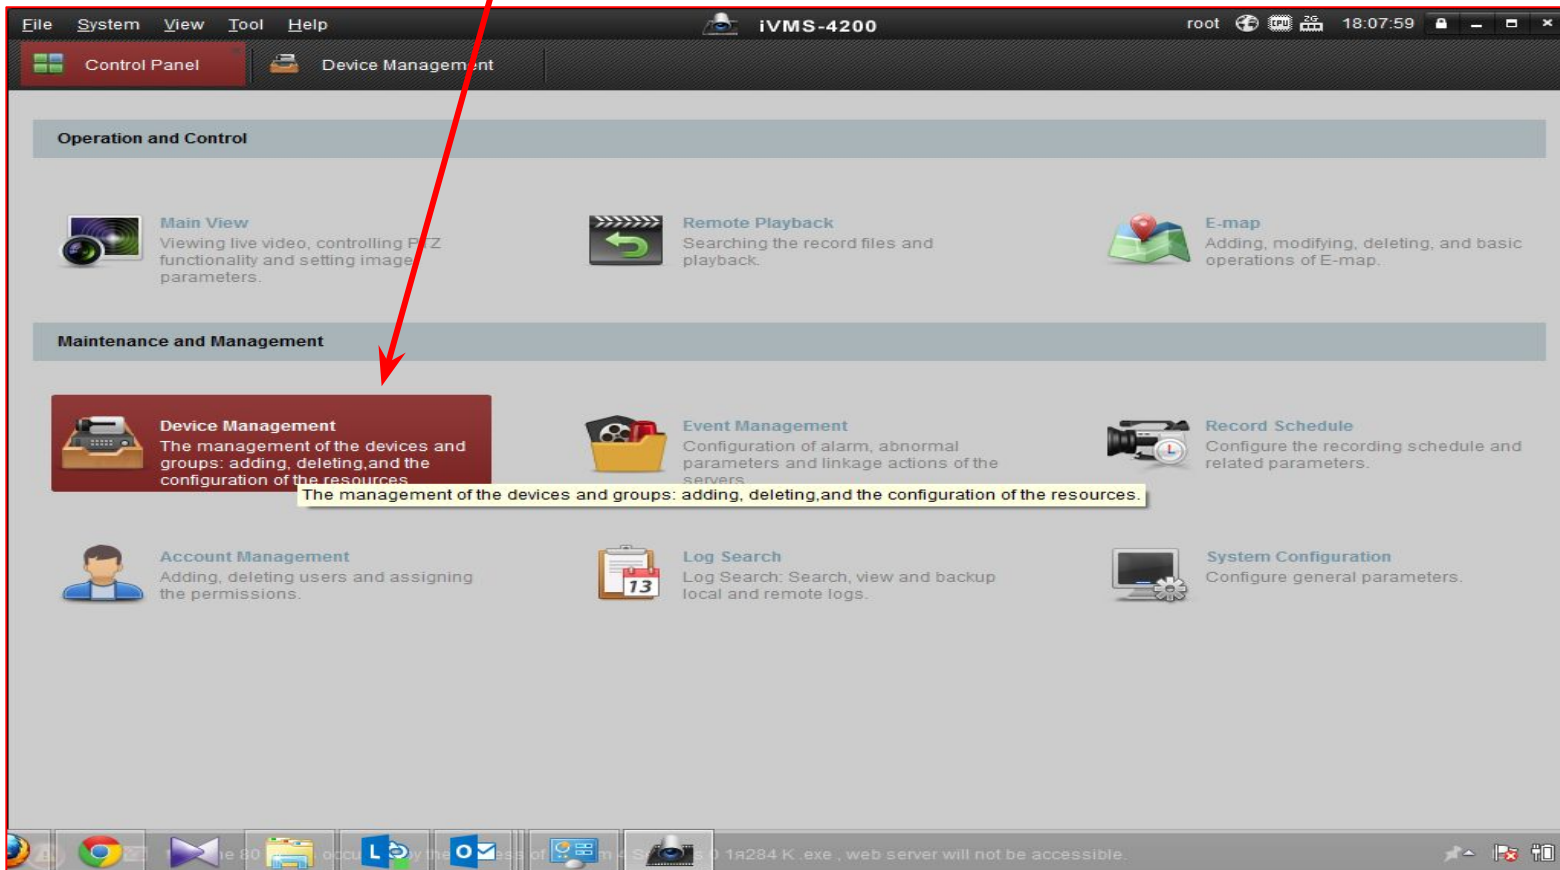 File System View Tool Help
iVMS-4200
root CPU 2G 18:07:59
Control Panel
Device Management
Operation and Control
Main View
Viewing live video, controlling PTZ
functionality and setting image
parameters.
Remote Playback
Searching the record files and
playback.
E-map
Adding, modifying, deleting, and basic
operations of E-map.
Maintenance and Management
Device Management
The management of the devices and
groups: adding, deleting,and the
configuration of the resources
Event Management
Configuration of alarm, abnormal
parameters and linkage actions of the
servers
Record Schedule
Configure the recording schedule and
related parameters.
The management of the devices and groups: adding, deleting,and the configuration of the resources.
Account Management
Adding, deleting users and assigning
the permissions.
Log Search
Log Search: Search, view and backup
local and remote logs.
13
System Configuration
Configure general parameters.
80 the of .exe , web server will not be accessible.